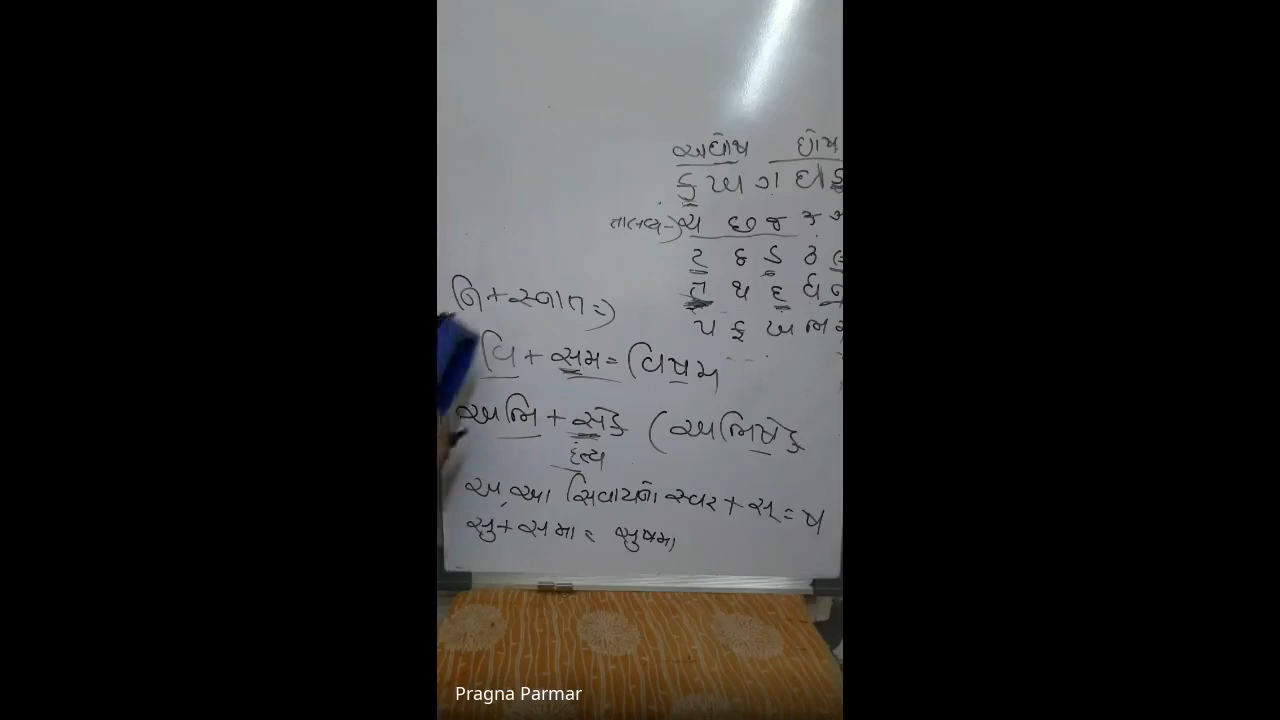 અઘોષ ઘોષ
ક ખ ગ ઘ ઙ
તાલવ્ય-) ચ છ જ ઝ
ટ ઠ ડ ઢ
ત થ દ ધ ન
પ ફ બ ભ
નિ + સ્નાત =)
વિ + સમ = વિષમ
અભિ + સેક (અભિષેક
દંત્ય
અ, આ સિવાયનો સ્વર + સ્ = ષ
સુ + સમા = સુષમા
Pragna Parmar